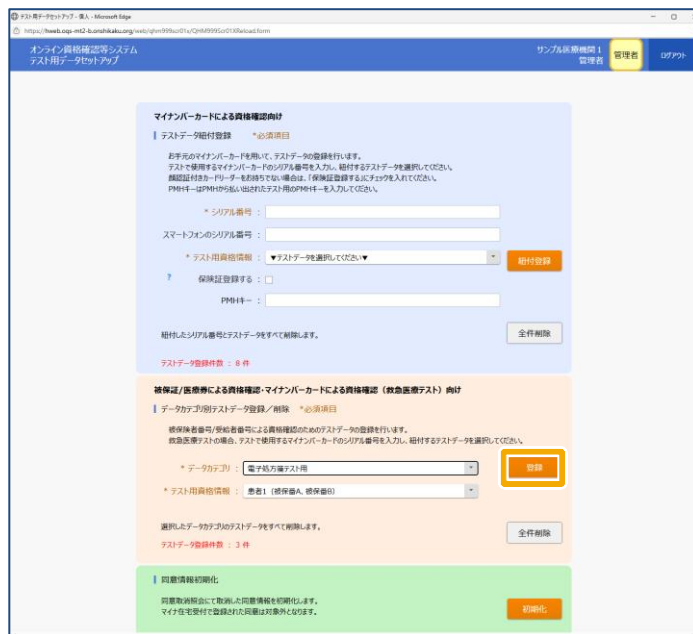 テスト用データセットアップ - 個人 - Microsoft Edge
https://hweb.oqs-mt2-b.onshikaku.org/web/qhm999scr01x/QHM999Scr01XReload.form
オンライン資格確認等システム
テスト用データセットアップ
サンプル医療機関1
管理者
管理者
ログアウト
マイナンバーカードによる資格確認向け
テストデータ紐付登録 *必須項目
お手元のマイナンバーカードを用いて、テストデータの登録を行います。
テストで使用するマイナンバーカードのシリアル番号を入力し、紐付するテストデータを選択してください。
顔認証付きカードリーダーをお持ちでない場合は、「保険証登録する」にチェックを入れてください。
PMHキーはPMHから払い出されたテスト用のPMHキーを入力してください。
* シリアル番号 :
スマートフォンのシリアル番号 :
* テスト用資格情報 : ▼テストデータを選択してください▼
紐付登録
? 保険証登録する :
PMHキー :
紐付したシリアル番号とテストデータをすべて削除します。
全件削除
テストデータ登録件数 : 8 件
被保証/医療券による資格確認・マイナンバーカードによる資格確認（救急医療テスト）向け
データカテゴリ別テストデータ登録／削除 *必須項目
被保険者番号/受給者番号による資格確認のためのテストデータの登録を行います。
救急医療テストの場合、テストで使用するマイナンバーカードのシリアル番号を入力し、紐付するテストデータを選択してください。
* データカテゴリ : 電子処方箋テスト用
登録
* テスト用資格情報 : 患者1（被保番A、被保番B）
選択したデータカテゴリのテストデータをすべて削除します。
全件削除
テストデータ登録件数 : 3 件
同意情報初期化
同意取消照会にて取消した同意情報を初期化します。
マイナ在宅受付で登録された同意は対象外となります。
初期化